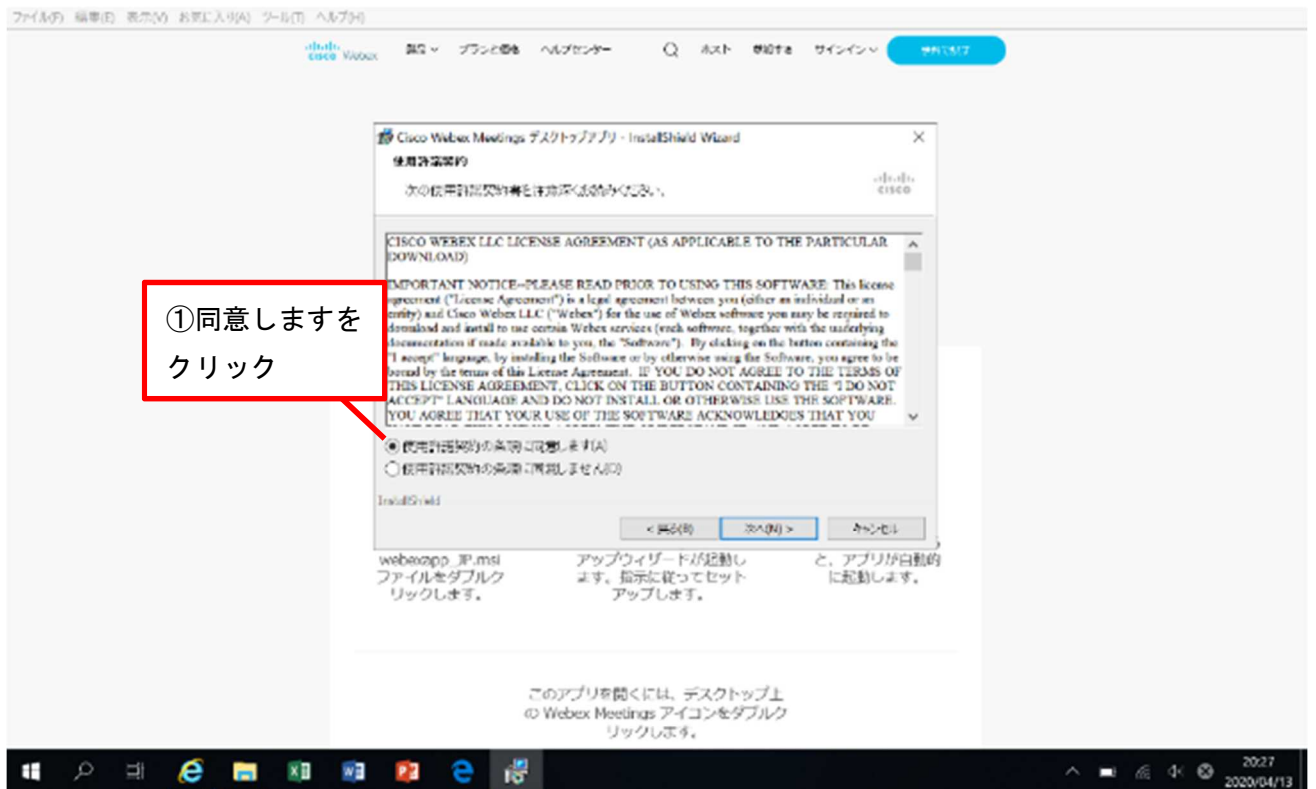 ファイル(F) 編集(E) 表示(V) お気に入り(A) ツール(T) ヘルプ(H)
CISCO Webex 製品 プランと価格 ヘルプセンター ホスト 参加する サインイン
Cisco Webex Meetings デスクトップアプリ - InstallShield Wizard
使用許諾契約
次の使用許諾契約書を注意深くお読みください。
CISCO
CISCO WEBEX LLC LICENSE AGREEMENT (AS APPLICABLE TO THE PARTICULAR
DOWNLOAD)
IMPORTANT NOTICE--PLEASE READ PRIOR TO USING THIS SOFTWARE: This license
agreement ("License Agreement") is a legal agreement between you (either an individual or an
entity) and Cisco Webex LLC ("Webex") for the use of Webex software you may be required to
download and install to use certain Webex services (such software, together with the underlying
documentation if made available to you, the "Software"). By clicking on the button containing the
"I accept" language, by installing the Software or by otherwise using the Software, you agree to be
bound by the terms of this License Agreement. IF YOU DO NOT AGREE TO THE TERMS OF
THIS LICENSE AGREEMENT, CLICK ON THE BUTTON CONTAINING THE "I DO NOT
ACCEPT" LANGUAGE AND DO NOT INSTALL OR OTHERWISE USE THE SOFTWARE.
YOU AGREE THAT YOUR USE OF THE SOFTWARE ACKNOWLEDGES THAT YOU
①同意しますを
クリック
使用許諾契約の条項に同意します(A)
使用許諾契約の条項に同意しません(D)
InstallShield
< 戻る(B) 次へ(N) > キャンセル
webexapp_JP.msi
ファイルをダブルク
リックします。
アップウィザードが起動し
ます。指示に従ってセット
アップします。
と、アプリが自動的
に起動します。
このアプリを開くには、デスクトップ上
の Webex Meetings アイコンをダブルク
リックします。
20:27
2020/04/13